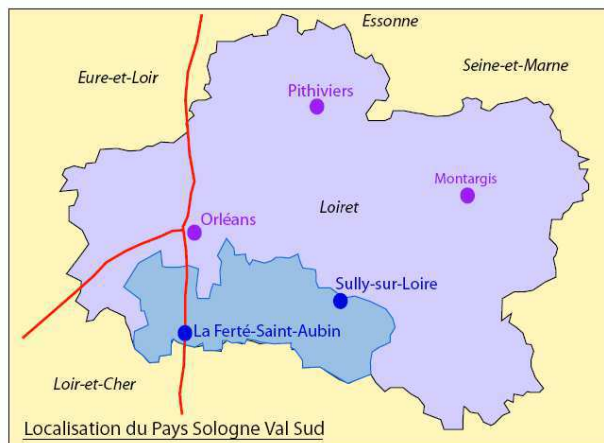 Essonne
Eure-et-Loir
Seine-et-Marne
Pithiviers
Montargis
Loiret
Orléans
Sully-sur-Loire
La Ferté-Saint-Aubin
Loir-et-Cher
Localisation du Pays Sologne Val Sud